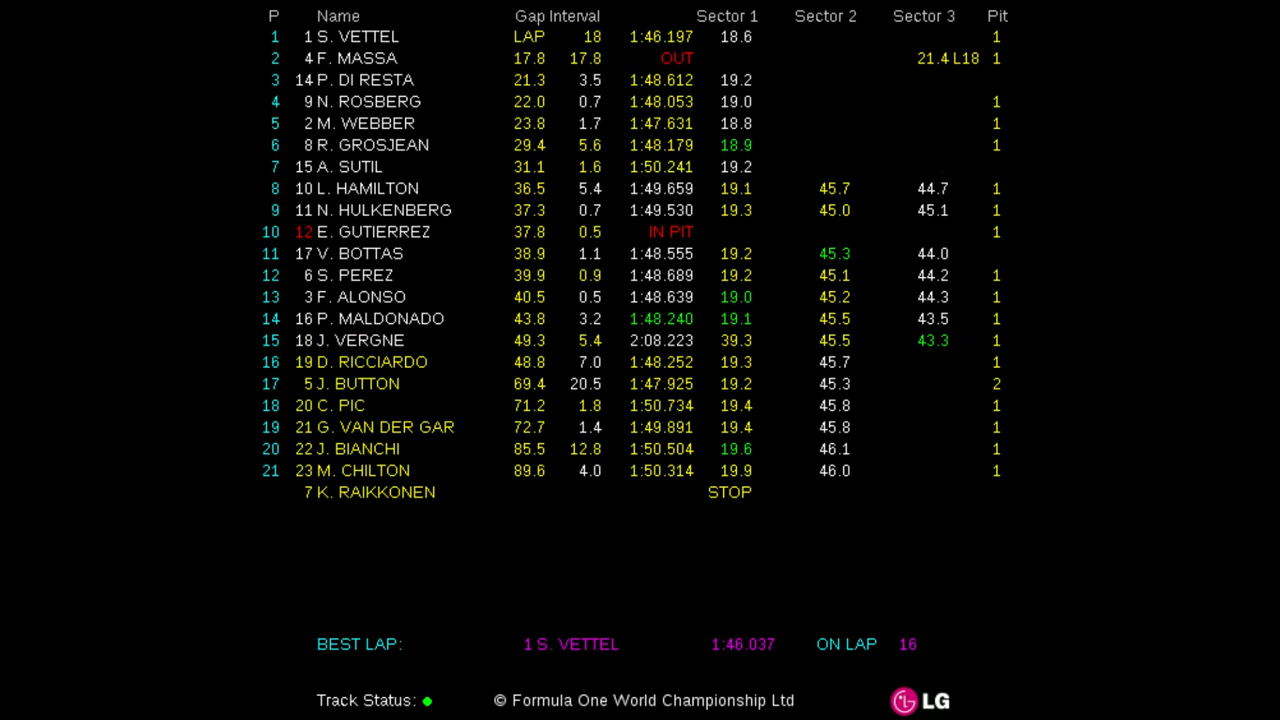 P Name Gap Interval Sector 1 Sector 2 Sector 3 Pit
1 1 S. VETTEL LAP 18 1:46.197 18.6 1
2 4 F. MASSA 17.8 17.8 OUT 21.4 L18 1
3 14 P. DI RESTA 21.3 3.5 1:48.612 19.2
4 9 N. ROSBERG 22.0 0.7 1:48.053 19.0 1
5 2 M. WEBBER 23.8 1.7 1:47.631 18.8 1
6 8 R. GROSJEAN 29.4 5.6 1:48.179 18.9 1
7 15 A. SUTIL 31.1 1.6 1:50.241 19.2
8 10 L. HAMILTON 36.5 5.4 1:49.659 19.1 45.7 44.7 1
9 11 N. HULKENBERG 37.3 0.7 1:49.530 19.3 45.0 45.1 1
10 12 E. GUTIERREZ 37.8 0.5 IN PIT 1
11 17 V. BOTTAS 38.9 1.1 1:48.555 19.2 45.3 44.0
12 6 S. PEREZ 39.9 0.9 1:48.689 19.2 45.1 44.2 1
13 3 F. ALONSO 40.5 0.5 1:48.639 19.0 45.2 44.3 1
14 16 P. MALDONADO 43.8 3.2 1:48.240 19.1 45.5 43.5 1
15 18 J. VERGNE 49.3 5.4 2:08.223 39.3 45.5 43.3 1
16 19 D. RICCIARDO 48.8 7.0 1:48.252 19.3 45.7 1
17 5 J. BUTTON 69.4 20.5 1:47.925 19.2 45.3 2
18 20 C. PIC 71.2 1.8 1:50.734 19.4 45.8 1
19 21 G. VAN DER GAR 72.7 1.4 1:49.891 19.4 45.8 1
20 22 J. BIANCHI 85.5 12.8 1:50.504 19.6 46.1 1
21 23 M. CHILTON 89.6 4.0 1:50.314 19.9 46.0 1
7 K. RAIKKONEN STOP
BEST LAP: 1 S. VETTEL 1:46.037 ON LAP 16
Track Status: © Formula One World Championship Ltd LG